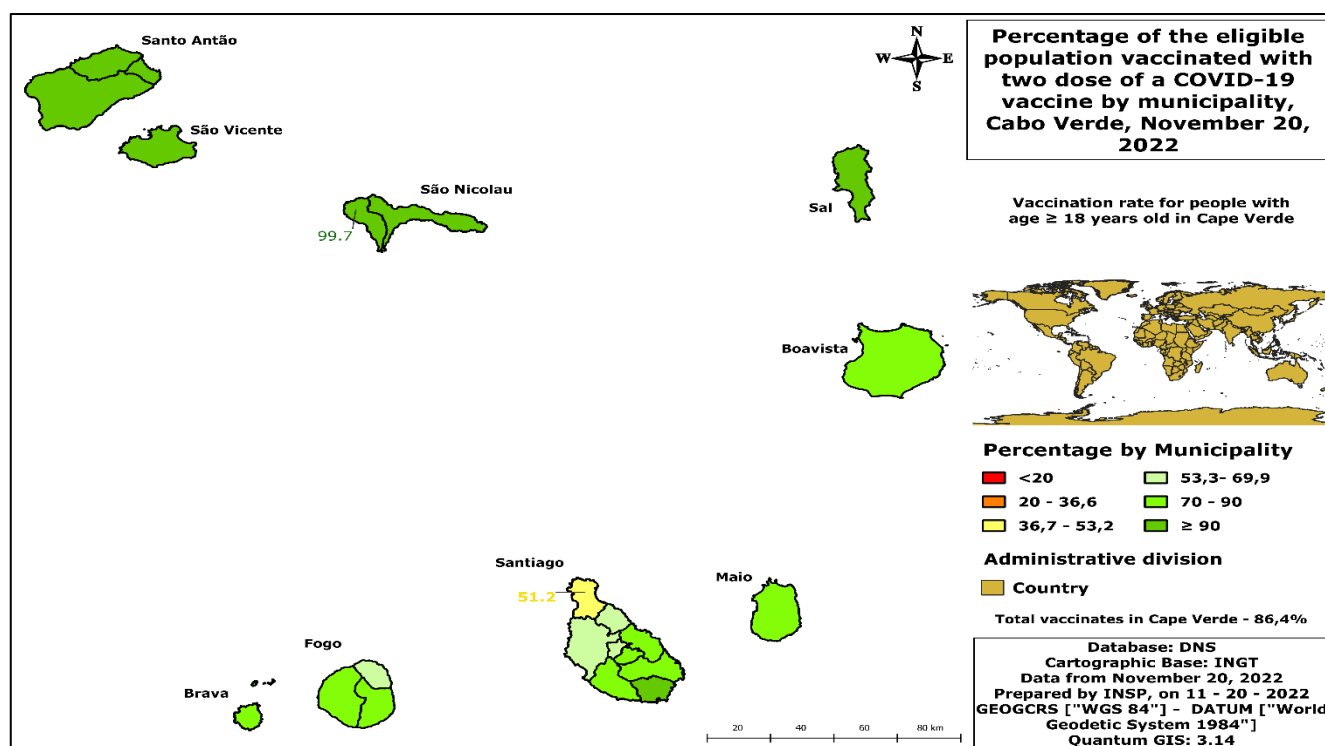 Santo Antão
São Vicente
São Nicolau
99.7
N
W E
S
Sal
Boavista
Santiago
51.2
Maio
Fogo
Brava
20 40 60 80 km
Percentage of the eligible
population vaccinated with
two dose of a COVID-19
vaccine by municipality,
Cabo Verde, November 20,
2022
Vaccination rate for people with
age ≥ 18 years old in Cape Verde
Percentage by Municipality
<20
20 - 36,6
36,7 - 53,2
53,3- 69,9
70 - 90
≥ 90
Administrative division
Country
Total vaccinates in Cape Verde - 86,4%
Database: DNS
Cartographic Base: INGT
Data from November 20, 2022
Prepared by INSP, on 11 - 20 - 2022
GEOGCRS ["WGS 84"] - DATUM ["World
Geodetic System 1984"]
Quantum GIS: 3.14